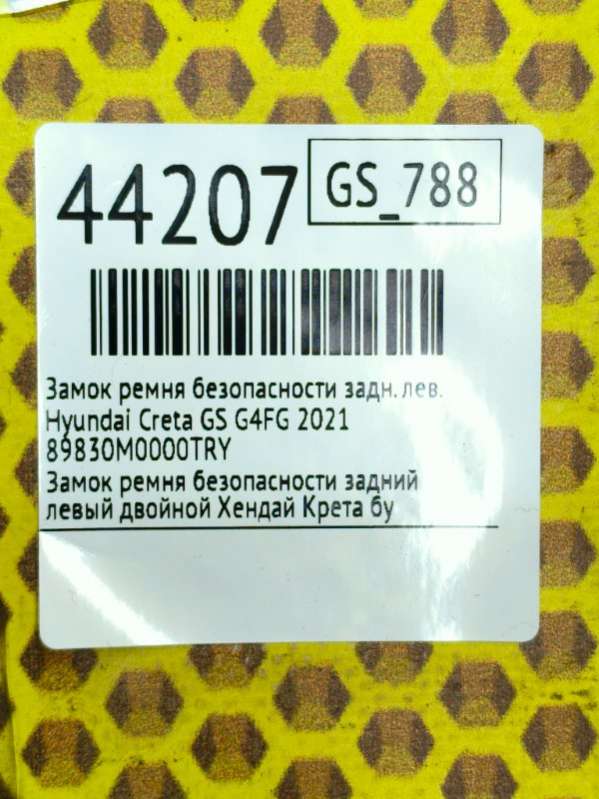 44207
GS_788
Замок ремня безопасности задн. лев.
Hyundai Creta GS G4FG 2021
89830M0000TRY
Замок ремня безопасности задний
левый двойной Хендай Крета бу